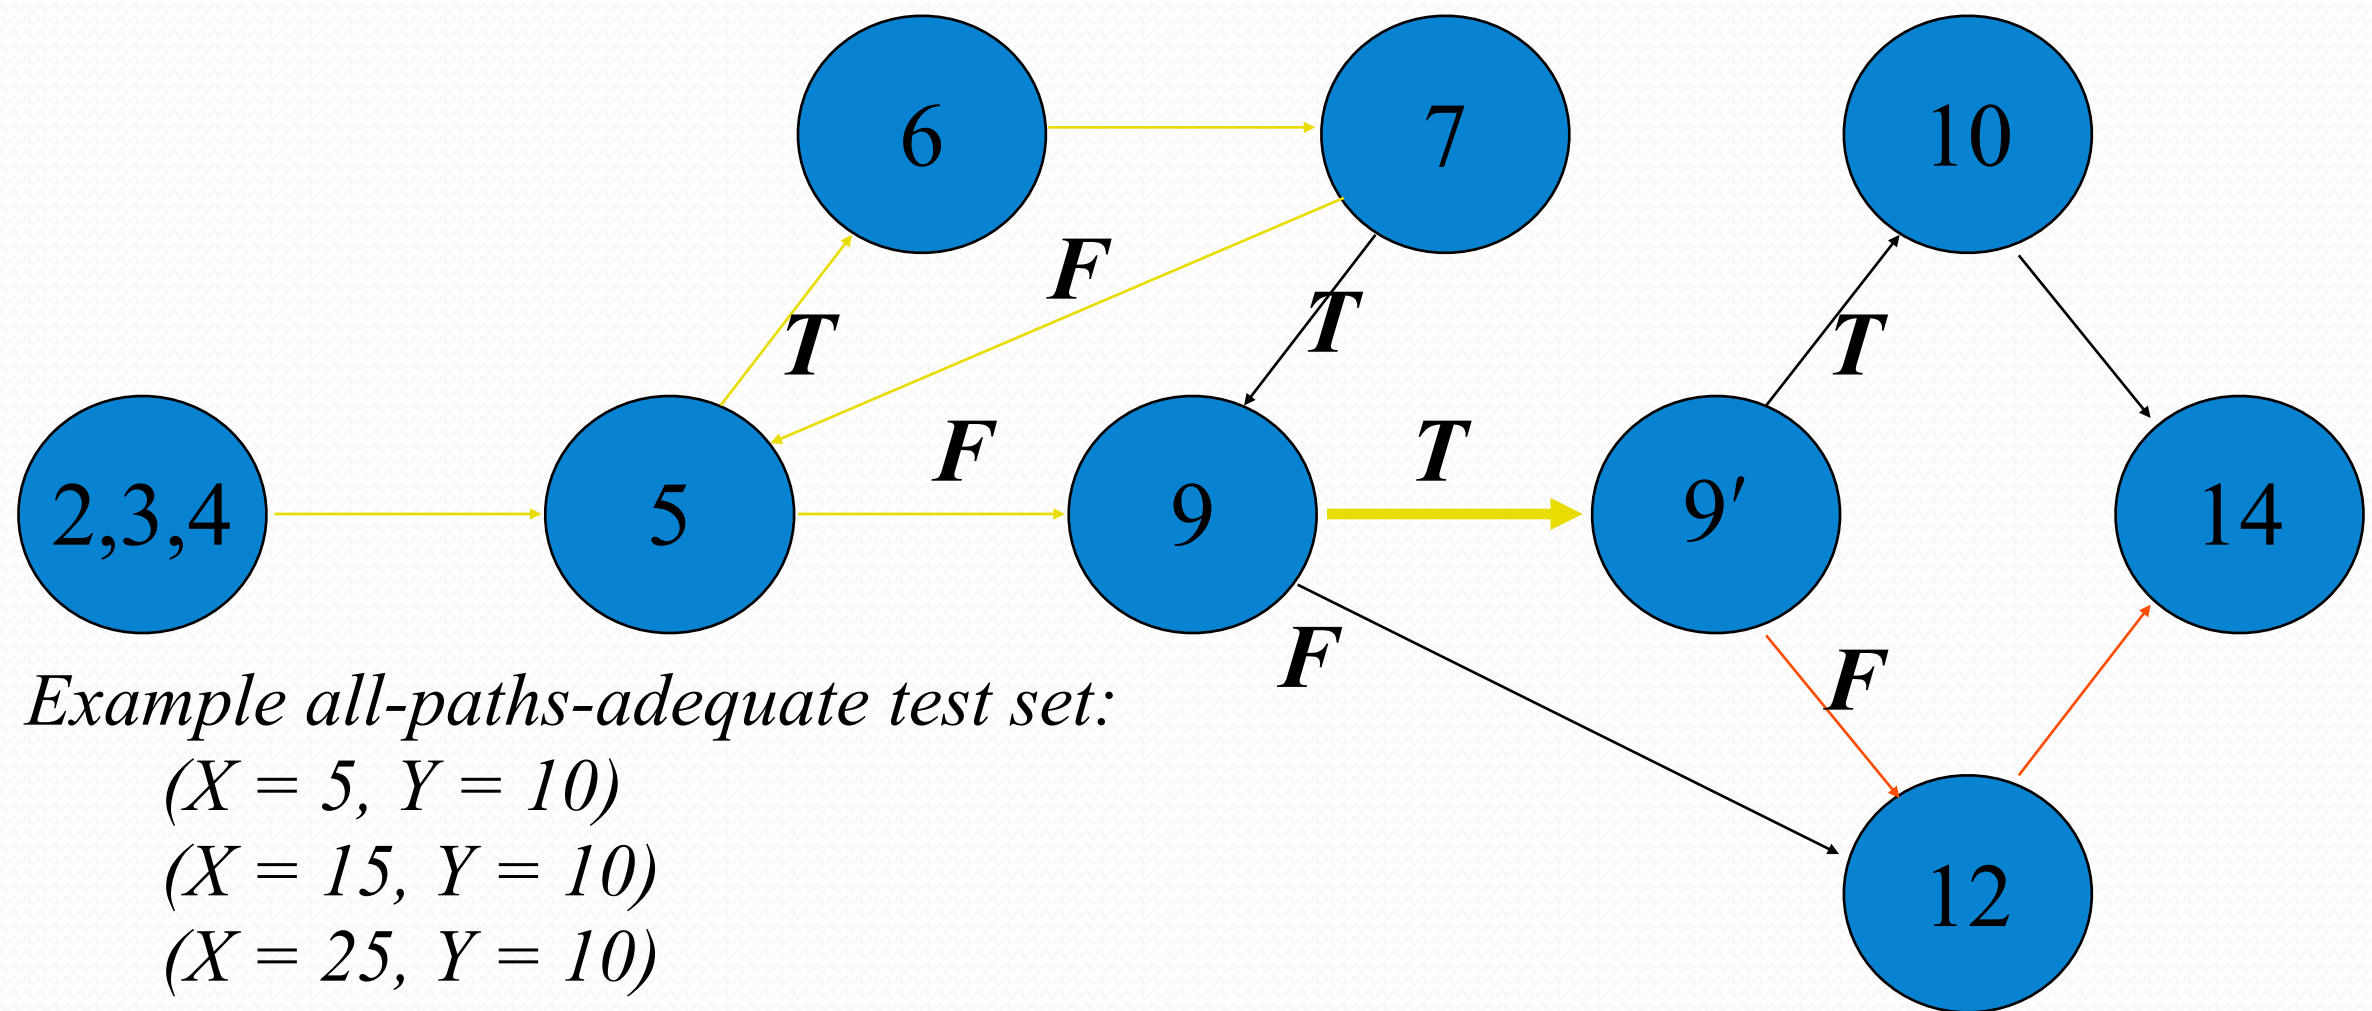 6
7
10
F
T
T
T
F
T
2,3,4
5
9
9′
14
F
F
Example all-paths-adequate test set:
(X = 5, Y = 10)
(X = 15, Y = 10)
(X = 25, Y = 10)
12